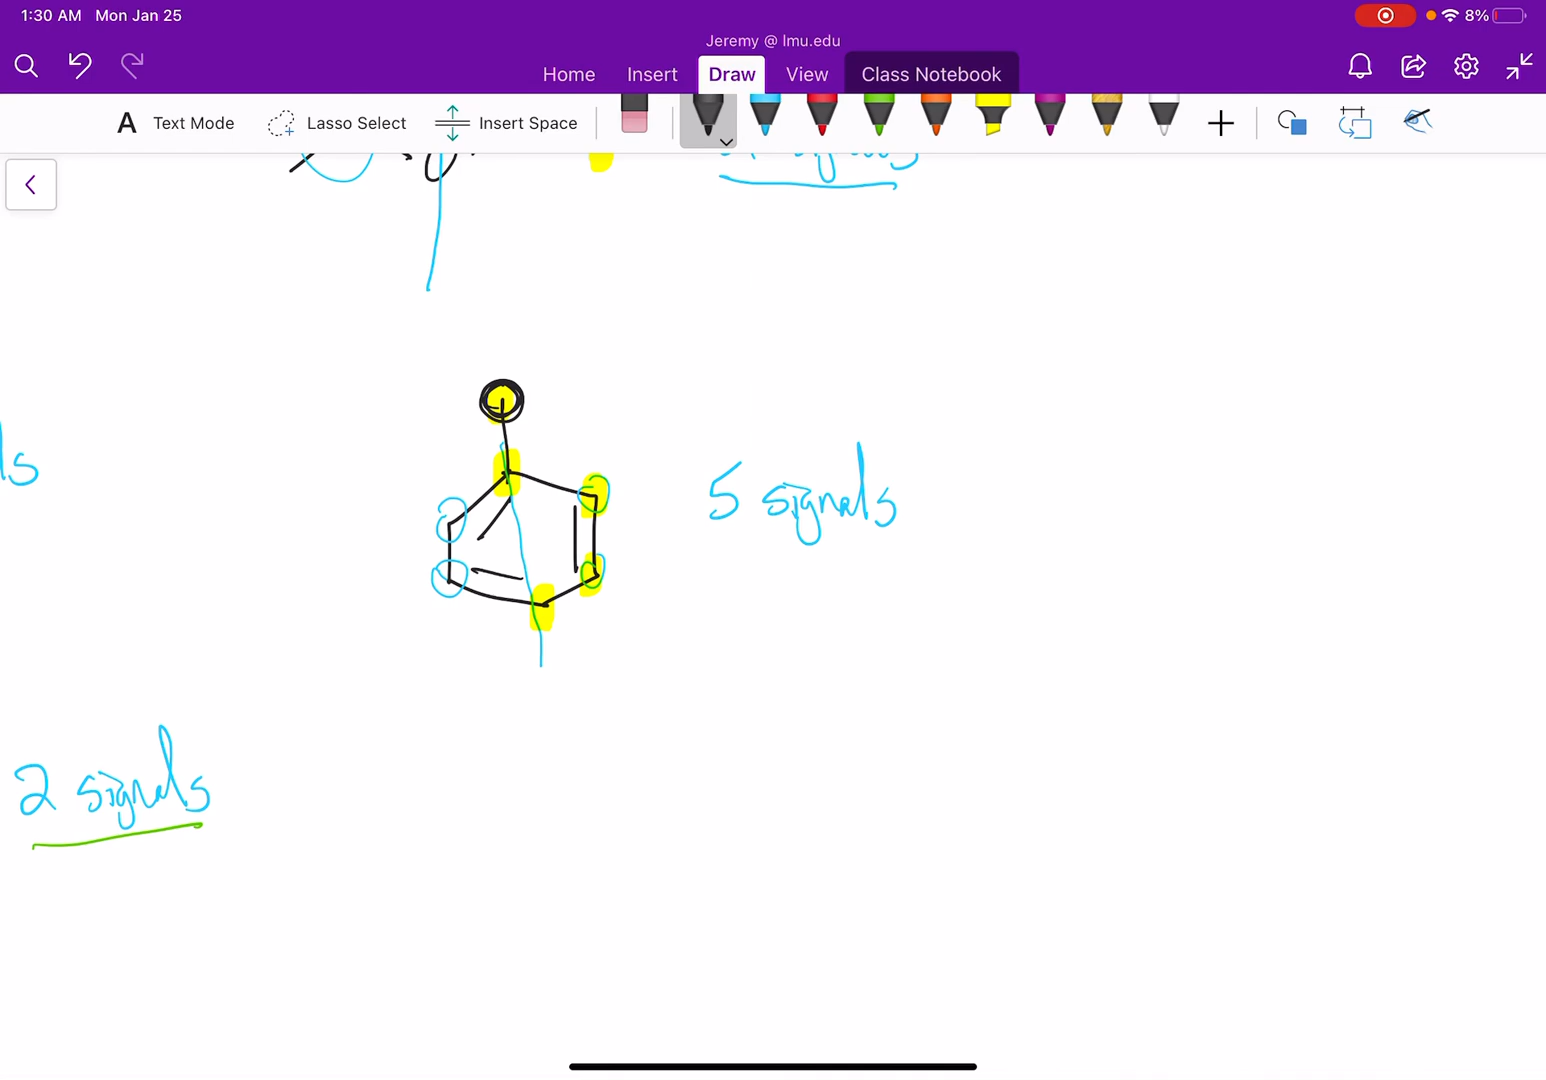 1:30 AM Mon Jan 25
8%
Jeremy @ lmu.edu
Home Insert Draw View Class Notebook
A Text Mode Lasso Select Insert Space
ls
5 signals
2 signals